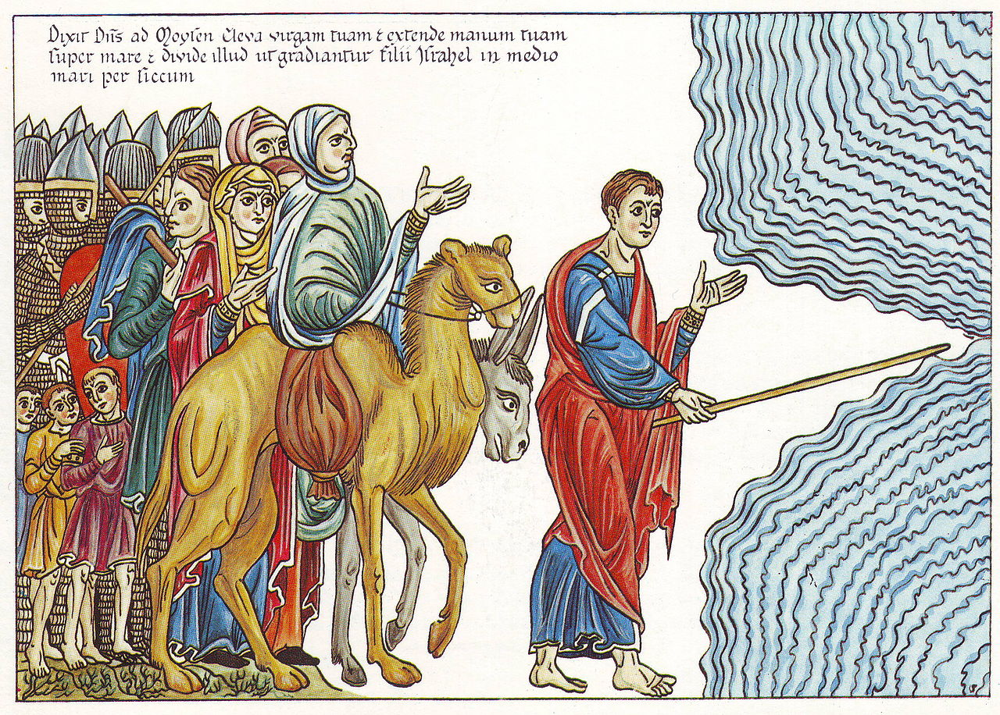 Dixit Dn̄s ad Moysen Eleva virgam tuam ⁊ extende manum tuam
super mare ⁊ divide illud ut gradiantur filii Israhel in medio
mari per siccum